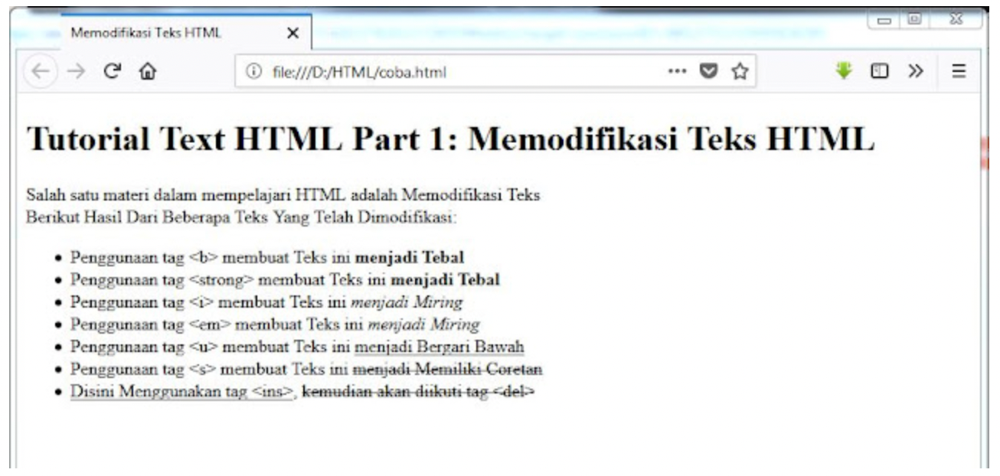 Memodifikasi Teks HTML
file:///D:/HTML/coba.html
Tutorial Text HTML Part 1: Memodifikasi Teks HTML
Salah satu materi dalam mempelajari HTML adalah Memodifikasi Teks
Berikut Hasil Dari Beberapa Teks Yang Telah Dimodifikasi:
Penggunaan tag <b> membuat Teks ini menjadi Tebal
Penggunaan tag <strong> membuat Teks ini menjadi Tebal
Penggunaan tag <i> membuat Teks ini menjadi Miring
Penggunaan tag <em> membuat Teks ini menjadi Miring
Penggunaan tag <u> membuat Teks ini menjadi Bergari Bawah
Penggunaan tag <s> membuat Teks ini menjadi Memiliki Coretan
Disini Menggunakan tag <ins>, kemudian akan diikuti tag <del>